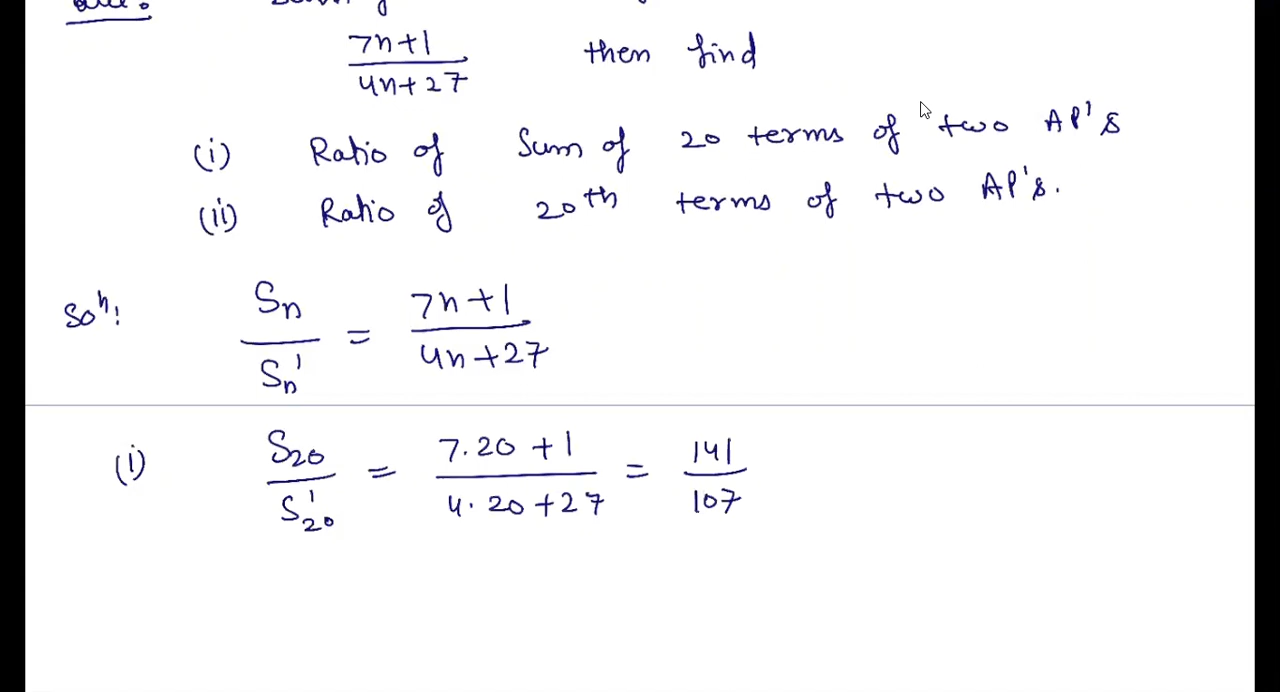 7n+1
4n+27 then find
(i) Ratio of Sum of 20 terms of two AP's
(ii) Ratio of 20th terms of two AP's.
Soln: Sn/Sn' = 7n+1/4n+27
(i) S20/S20' = 7.20+1/4.20+27 = 141/107